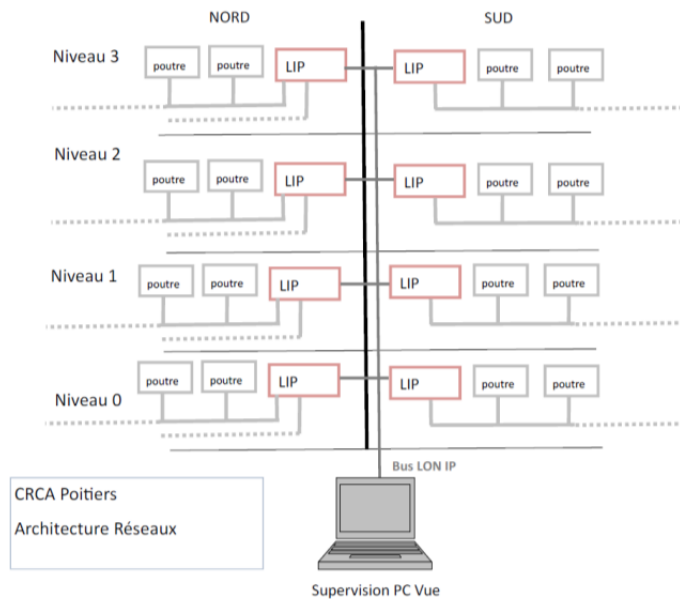 NORD SUD
Niveau 3 poutre poutre LIP LIP poutre poutre
Niveau 2 poutre poutre LIP LIP poutre poutre
Niveau 1 poutre poutre LIP LIP poutre poutre
Niveau 0 poutre poutre LIP LIP poutre poutre
Bus LON IP
CRCA Poitiers
Architecture Réseaux
Supervision PC Vue